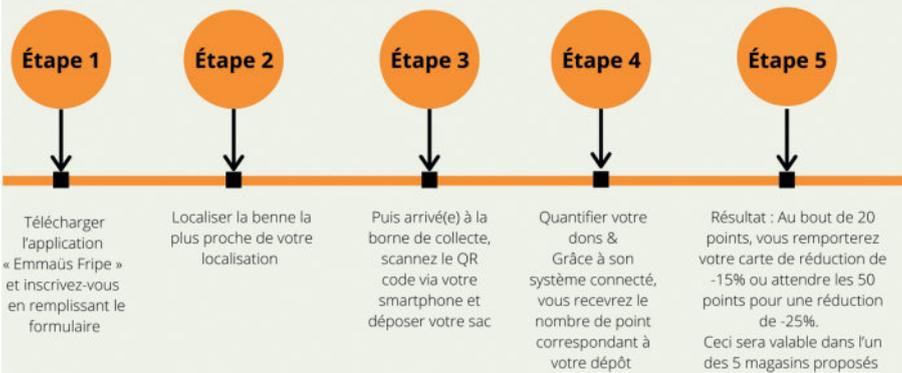 Étape 1
Télécharger
l'application
« Emmaüs Fripe »
et inscrivez-vous
en remplissant le
formulaire
Étape 2
Localiser la benne la
plus proche de votre
localisation
Étape 3
Puis arrivé(e) à la
borne de collecte,
scannez le QR
code via votre
smartphone et
déposer votre sac
Étape 4
Quantifier votre
dons &
Grâce à son
système connecté,
vous recevrez le
nombre de point
correspondant à
votre dépôt
Étape 5
Résultat : Au bout de 20
points, vous remporterez
votre carte de réduction de
-15% ou attendre les 50
points pour une réduction
de -25%.
Ceci sera valable dans l'un
des 5 magasins proposés